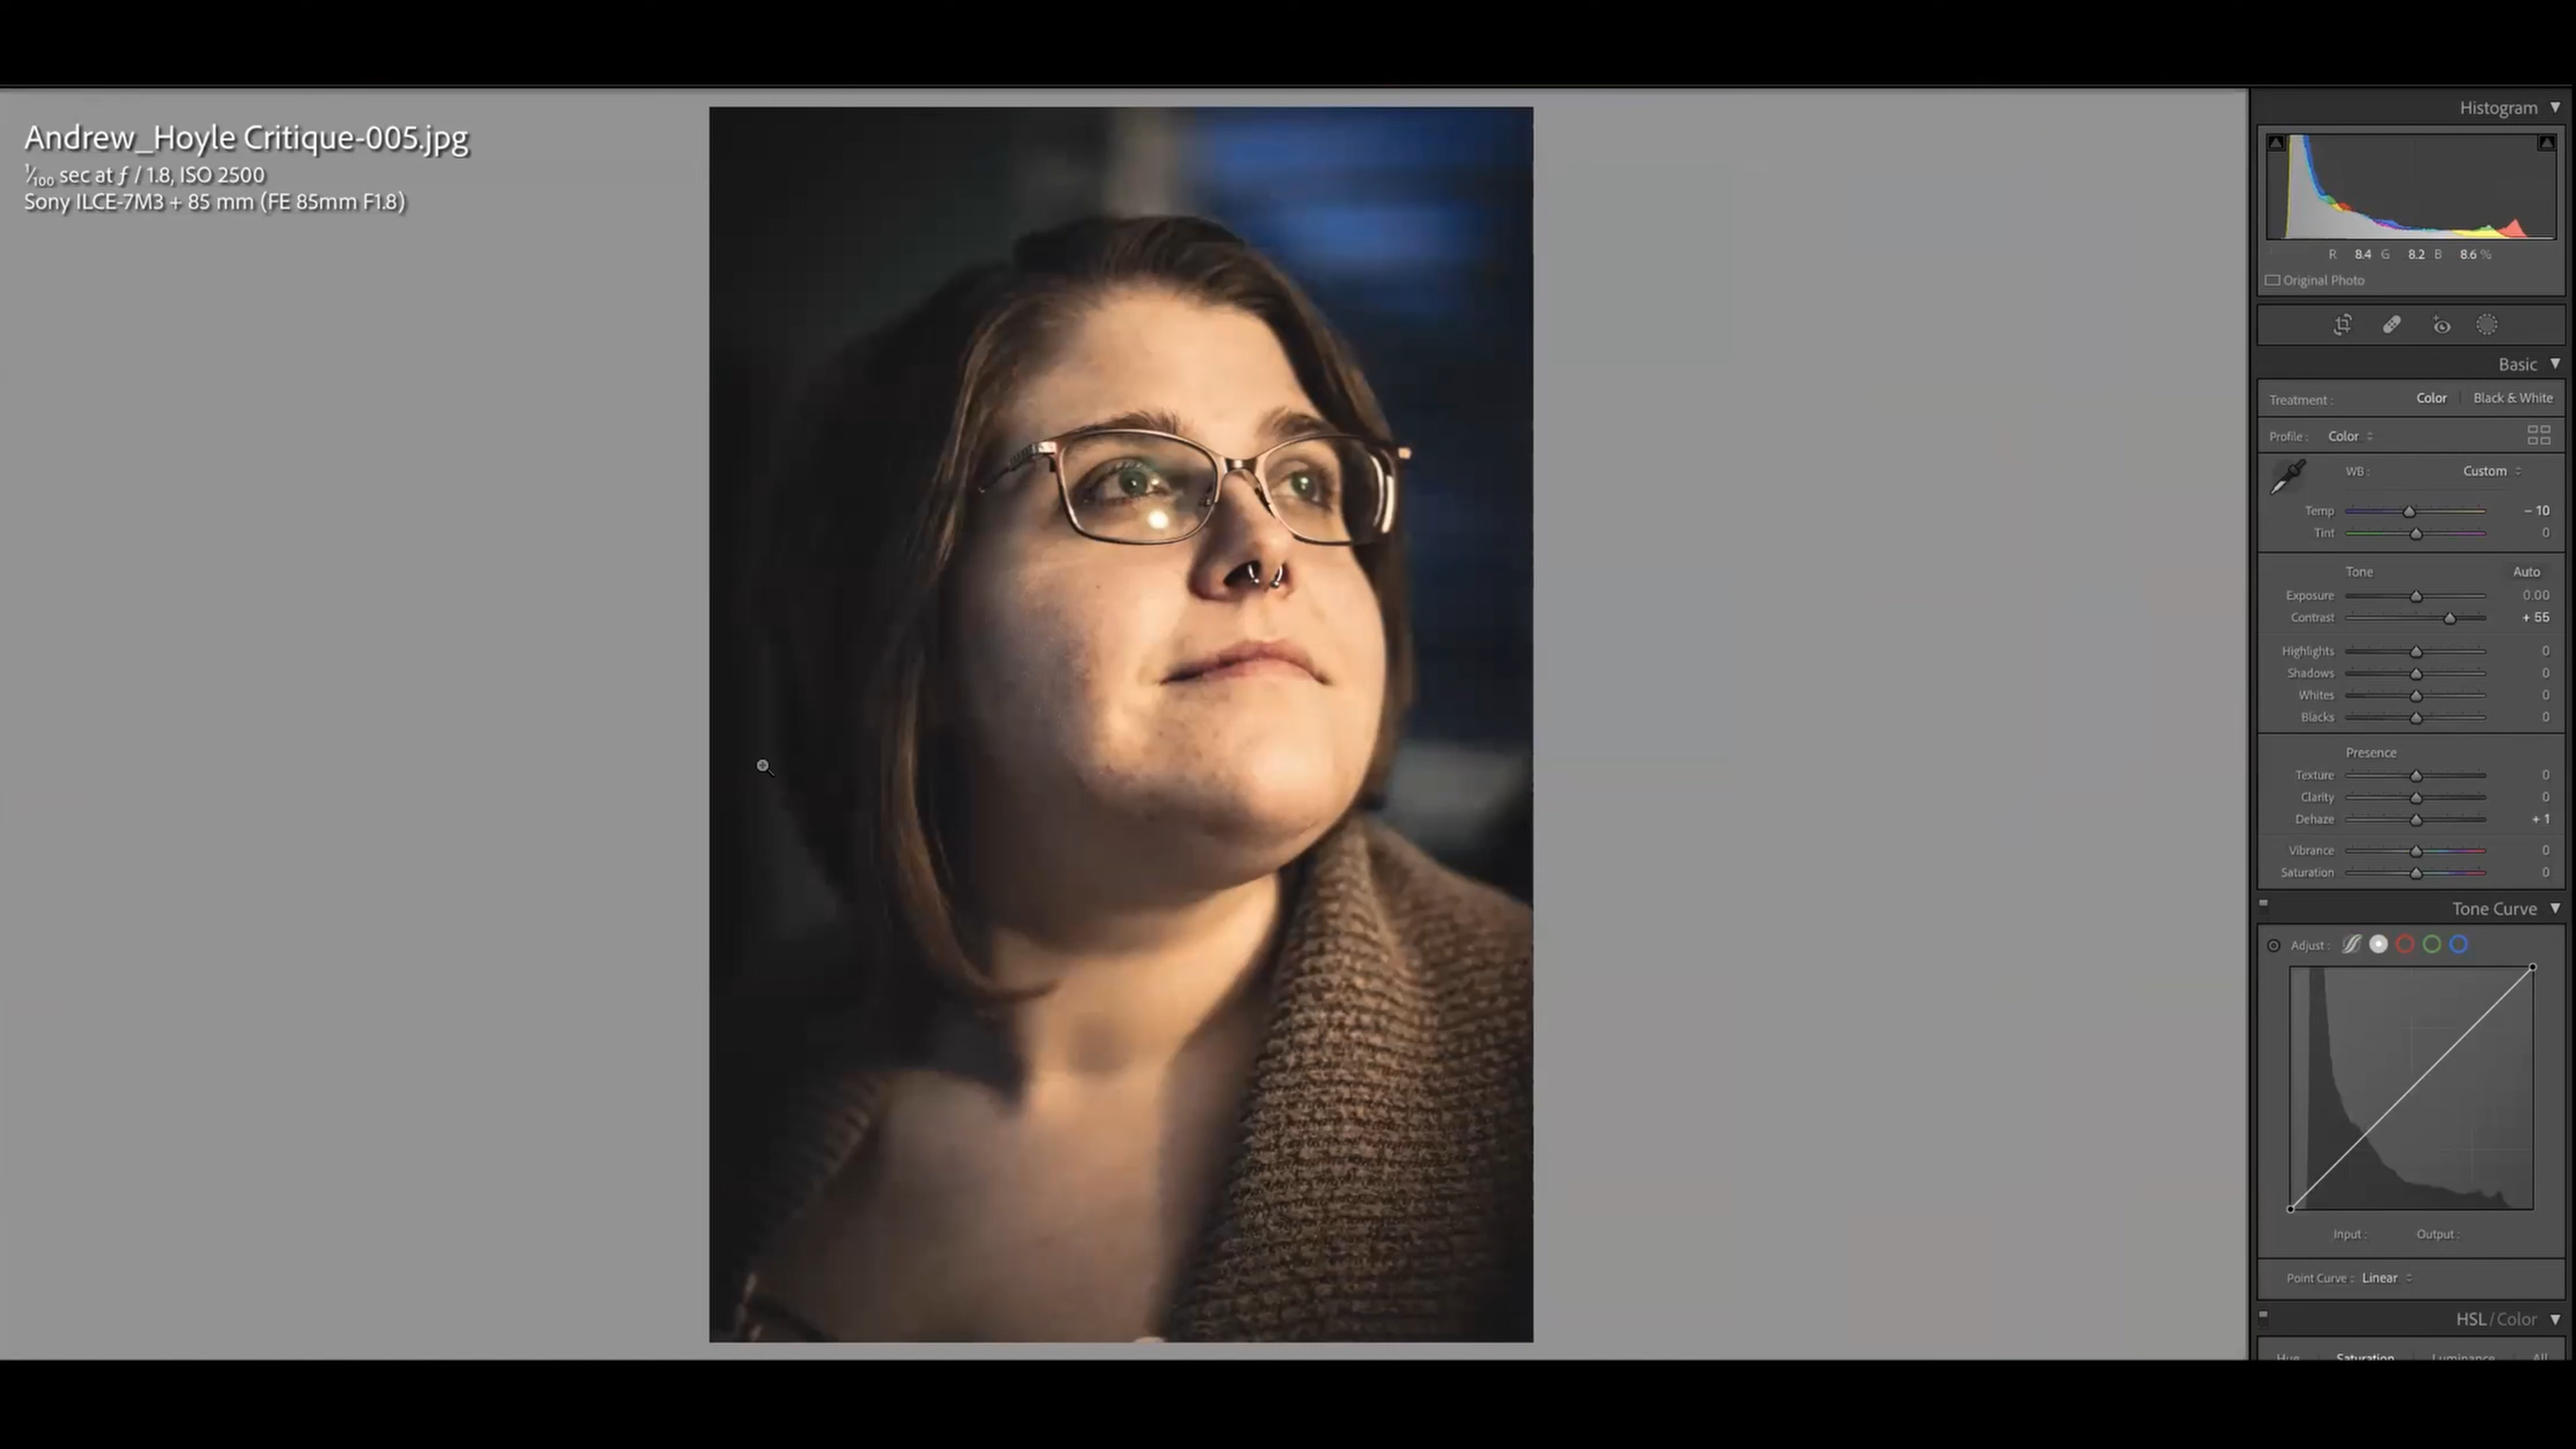 Andrew_Hoyle Critique-005.jpg
1/100 sec at ƒ / 1.8, ISO 2500
Sony ILCE-7M3 + 85 mm (FE 85mm F1.8)
Histogram
R 8.4 G 8.2 B 8.6 %
Original Photo
Basic
Treatment : Color Black & White
Profile : Color
WB : Custom
Temp – 10
Tint 0
Tone Auto
Exposure 0.00
Contrast + 55
Highlights 0
Shadows 0
Whites 0
Blacks 0
Presence
Texture 0
Clarity 0
Dehaze + 1
Vibrance 0
Saturation 0
Tone Curve
Adjust :
Input : Output :
Point Curve : Linear
HSL / Color
Hue Saturation Luminance All